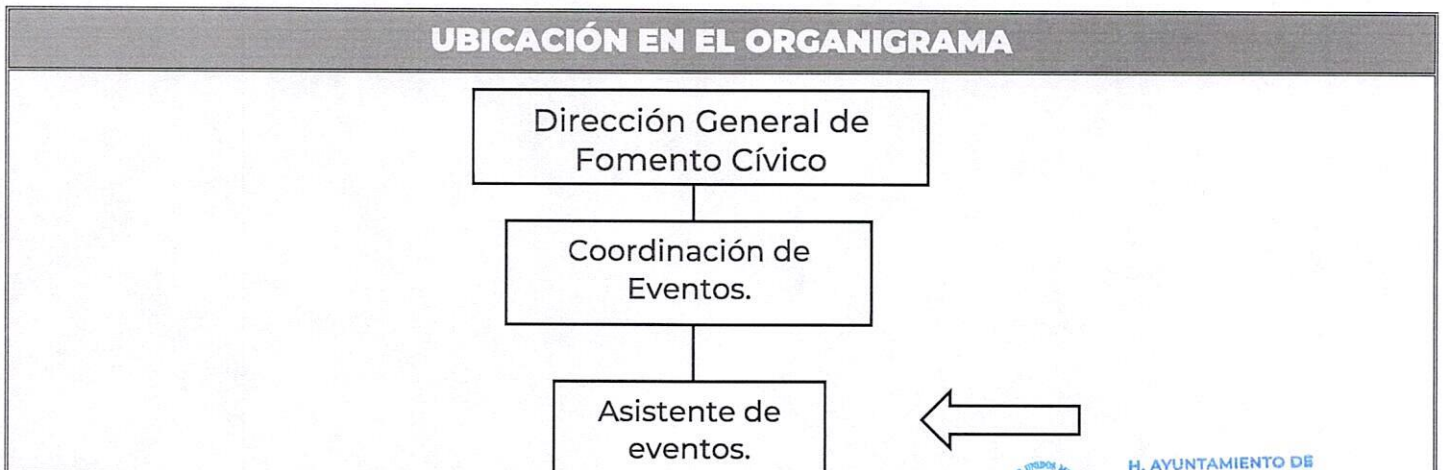 UBICACIÓN EN EL ORGANIGRAMA
Dirección General de
Fomento Cívico
Coordinación de
Eventos.
Asistente de
eventos.
H. AYUNTAMIENTO DE